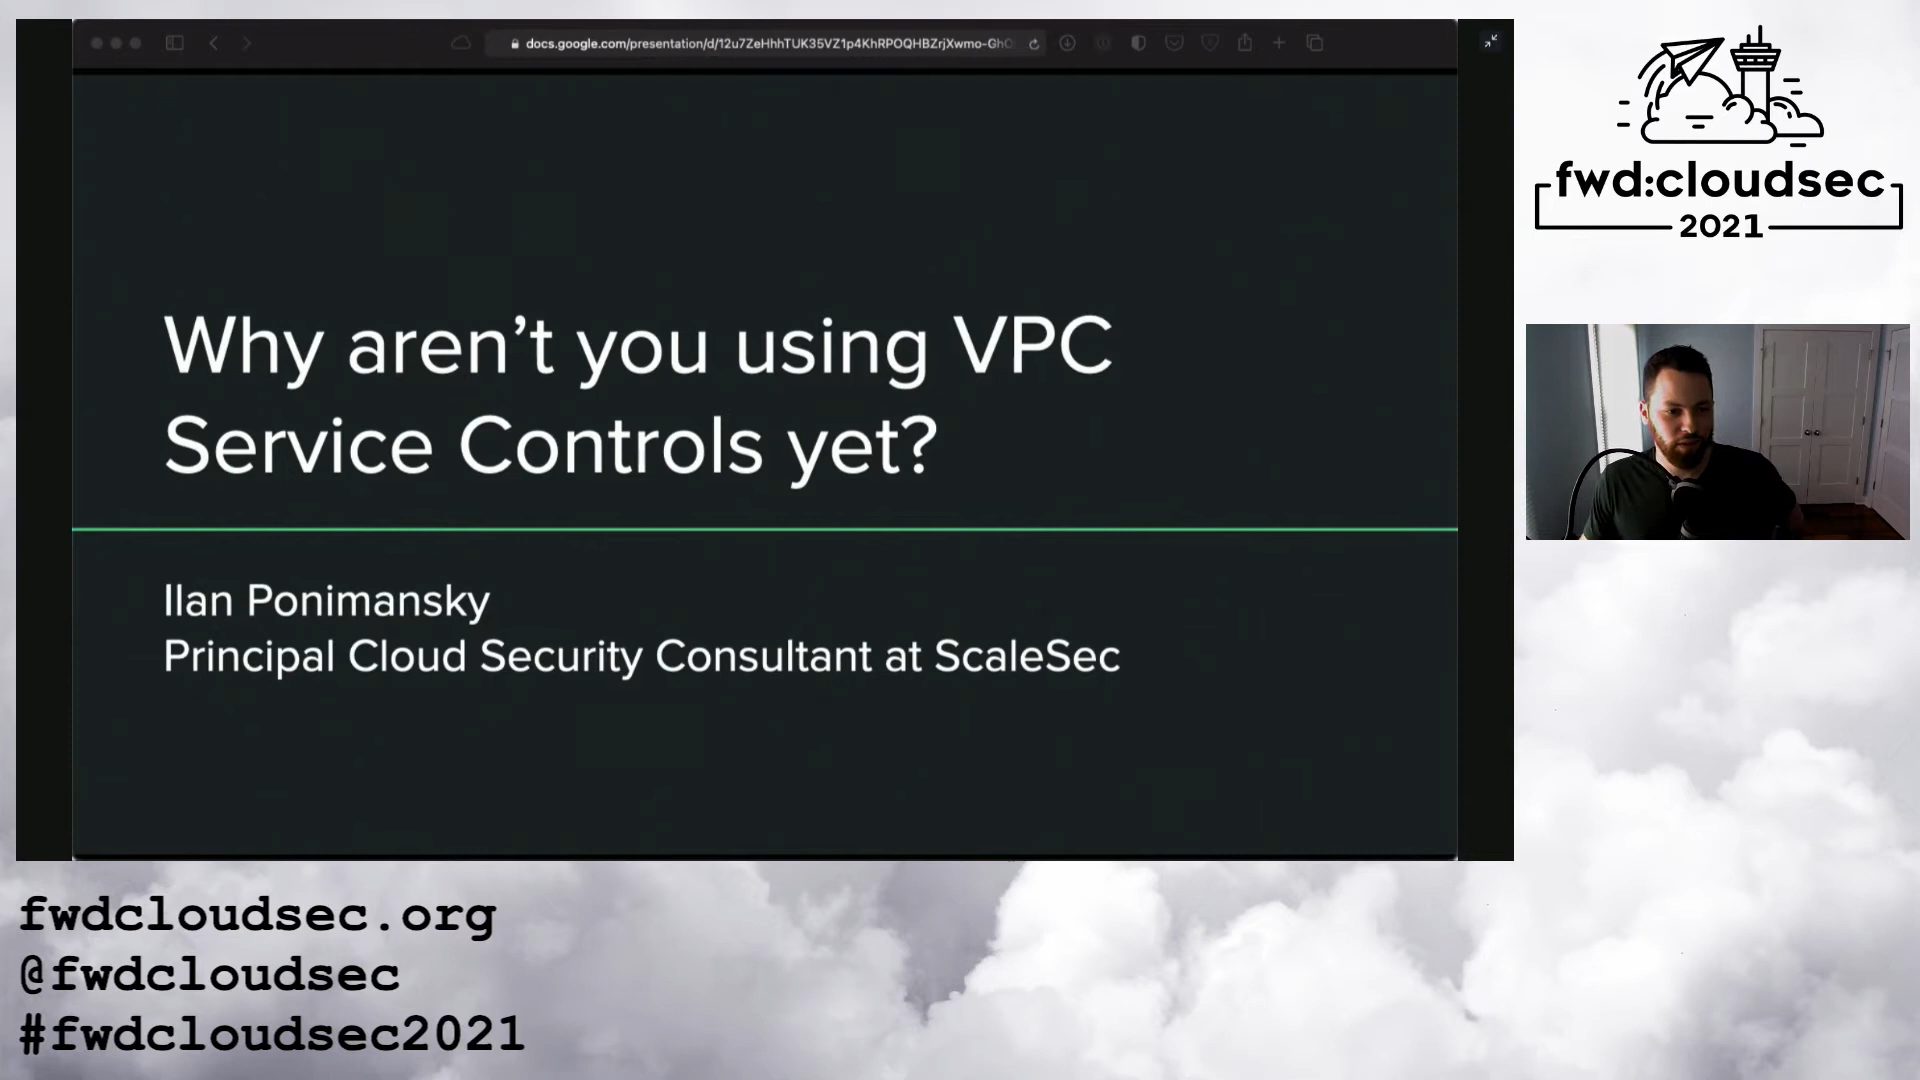 docs.google.com/presentation/d/12u7ZeHhhTUK35VZ1p4KhRPOQHBZrjXwmo-GhO
fwd:cloudsec
2021
Why aren’t you using VPC
Service Controls yet?
Ilan Ponimansky
Principal Cloud Security Consultant at ScaleSec
fwdcloudsec.org
@fwdcloudsec
#fwdcloudsec2021